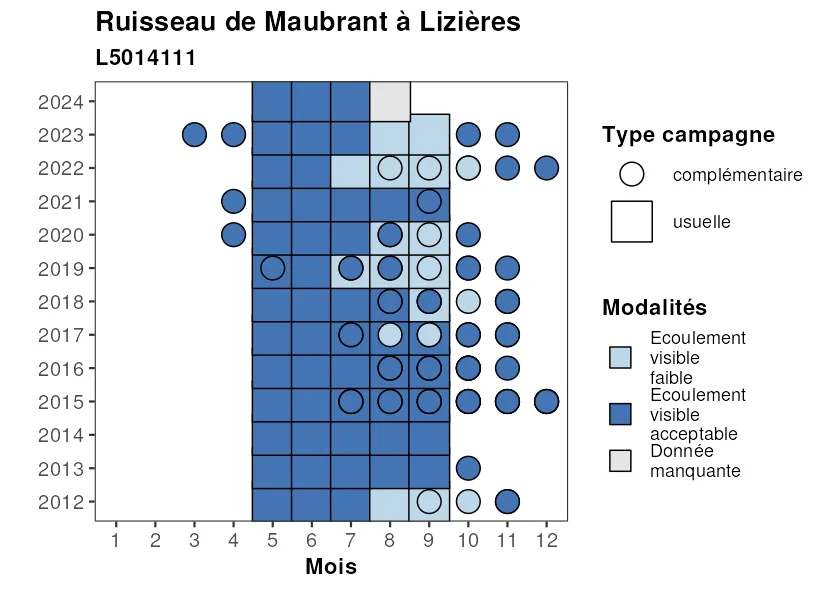 Ruisseau de Maubrant à Lizières
L5014111
2024
2023
2022
2021
2020
2019
2018
2017
2016
2015
2014
2013
2012
1 2 3 4 5 6 7 8 9 10 11 12
Mois
Type campagne
complémentaire
usuelle
Modalités
Ecoulement
visible
faible
Ecoulement
visible
acceptable
Donnée
manquante